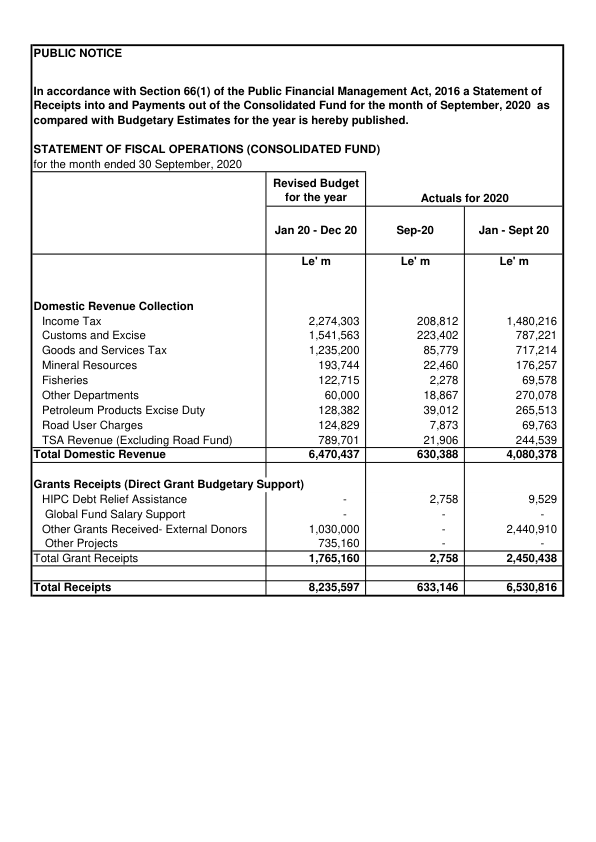 PUBLIC NOTICE
In accordance with Section 66(1) of the Public Financial Management Act, 2016 a Statement of
Receipts into and Payments out of the Consolidated Fund for the month of September, 2020 as
compared with Budgetary Estimates for the year is hereby published.
STATEMENT OF FISCAL OPERATIONS (CONSOLIDATED FUND)
for the month ended 30 September, 2020
Revised Budget
for the year Actuals for 2020
Jan 20 - Dec 20 Sep-20 Jan - Sept 20
Le' m Le' m Le' m
Domestic Revenue Collection
Income Tax 2,274,303 208,812 1,480,216
Customs and Excise 1,541,563 223,402 787,221
Goods and Services Tax 1,235,200 85,779 717,214
Mineral Resources 193,744 22,460 176,257
Fisheries 122,715 2,278 69,578
Other Departments 60,000 18,867 270,078
Petroleum Products Excise Duty 128,382 39,012 265,513
Road User Charges 124,829 7,873 69,763
TSA Revenue (Excluding Road Fund) 789,701 21,906 244,539
Total Domestic Revenue 6,470,437 630,388 4,080,378
Grants Receipts (Direct Grant Budgetary Support)
HIPC Debt Relief Assistance - 2,758 9,529
Global Fund Salary Support - - -
Other Grants Received- External Donors 1,030,000 - 2,440,910
Other Projects 735,160 - -
Total Grant Receipts 1,765,160 2,758 2,450,438
Total Receipts 8,235,597 633,146 6,530,816